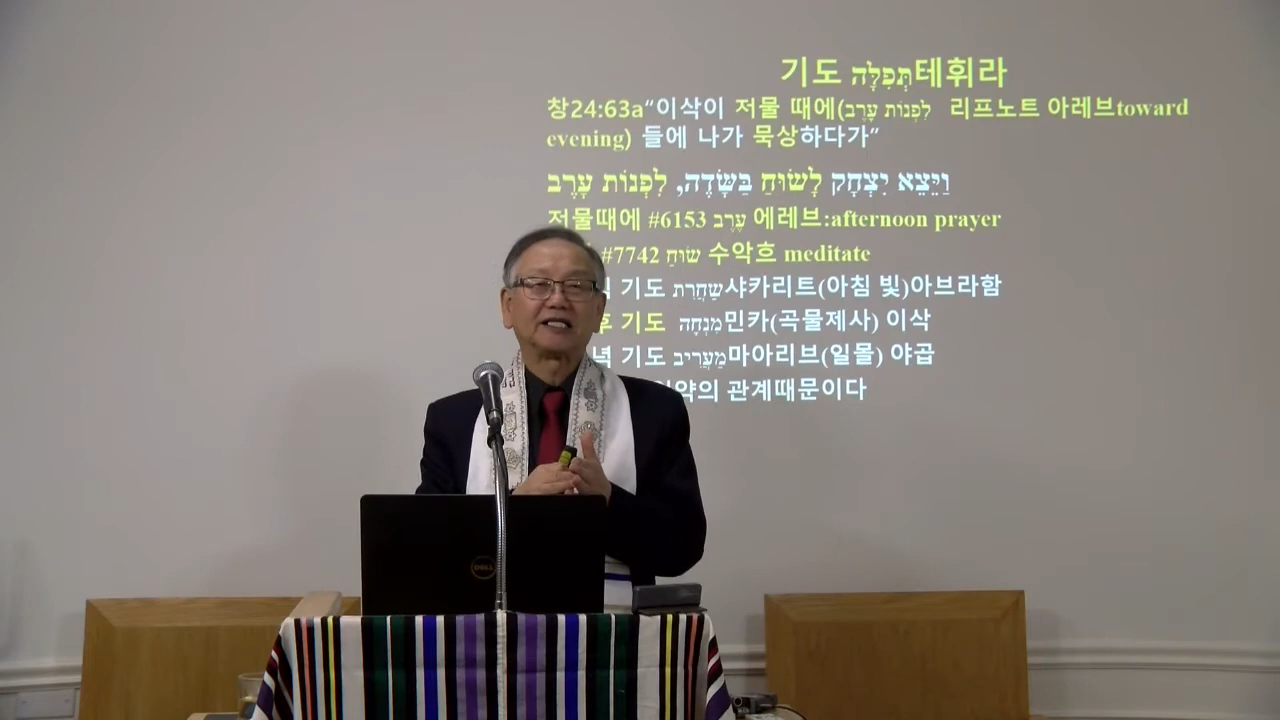 기도 תְּפִלָּה테휘라
창24:63a“이삭이 저물 때에(לִפְנוֹת עָרֶב 리프노트 아레브toward
evening) 들에 나가 묵상하다가”
וַיֵּצֵא יִצְחָק לָשׂוּחַ בַּשָּׂדֶה, לִפְנוֹת עָרֶב
저물때에 #6153 עֶרֶב 에레브:afternoon prayer
#7742 שׂוּחַ 수악흐 meditate
기도 שַׁחֲרִת샤카리트(아침 빛)아브라함
후 기도 מִנְחָה민카(곡물제사) 이삭
녁 기도 מַעֲרִיב마아리브(일몰) 야곱
약의 관계때문이다
DELL